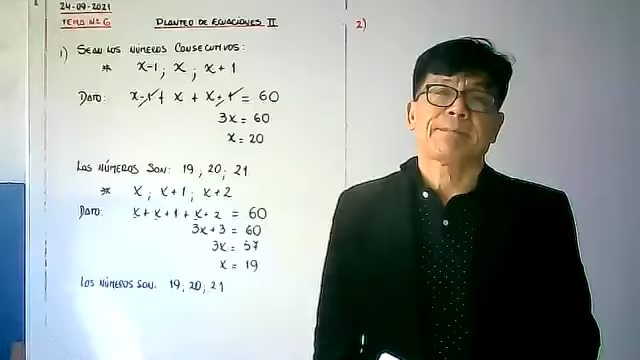 24-09-2021
TEMA Nº 6 PLANTEO DE ECUACIONES II
1) SEAN LOS NÚMEROS CONSECUTIVOS:
* x-1 ; x ; x+1
DATO: x-1 + x + x+1 = 60
3x = 60
x = 20
LOS NÚMEROS SON: 19 ; 20 ; 21
* x ; x+1 ; x+2
DATO: x+x+1+x+2 = 60
3x+3 = 60
3x = 57
x = 19
LOS NÚMEROS SON: 19 ; 20 ; 21
2)